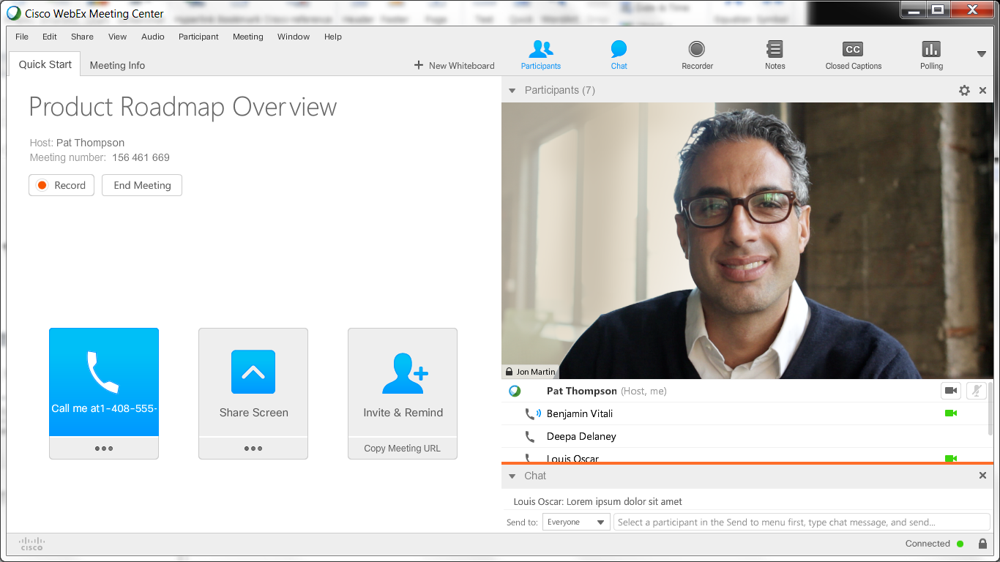 Cisco WebEx Meeting Center
File Edit Share View Audio Participant Meeting Window Help
Quick Start Meeting Info New Whiteboard
Participants Chat Recorder Notes CC Closed Captions Polling
Product Roadmap Overview
Host: Pat Thompson
Meeting number: 156 461 669
Record End Meeting
Call me at1-408-555-
Share Screen
Invite & Remind
Copy Meeting URL
Participants (7)
Jon Martin
Pat Thompson (Host, me)
Benjamin Vitali
Deepa Delaney
Louis Oscar
Chat
Louis Oscar: Lorem ipsum dolor sit amet
Send to: Everyone Select a participant in the Send to menu first, type chat message, and send...
CISCO
Connected